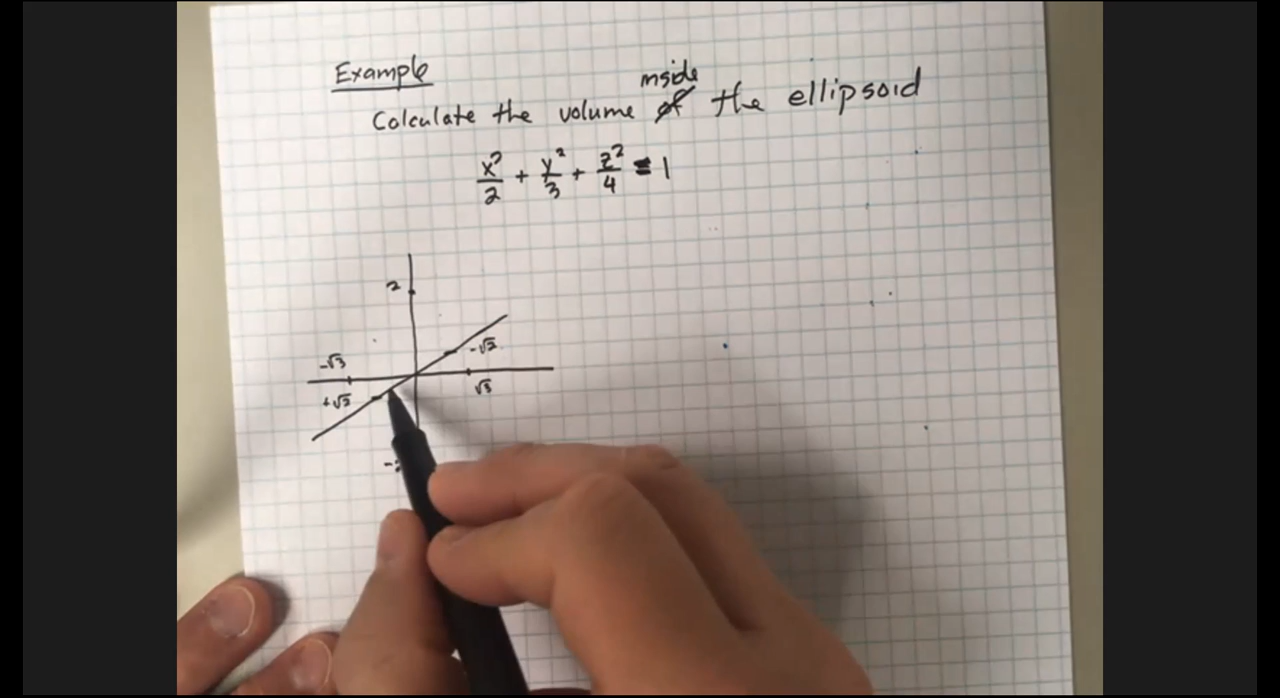 Example
Calculate the volume inside the ellipsoid
x²/2 + y²/3 + z²/4 = 1
2
-√3
-√2
+√2
√3